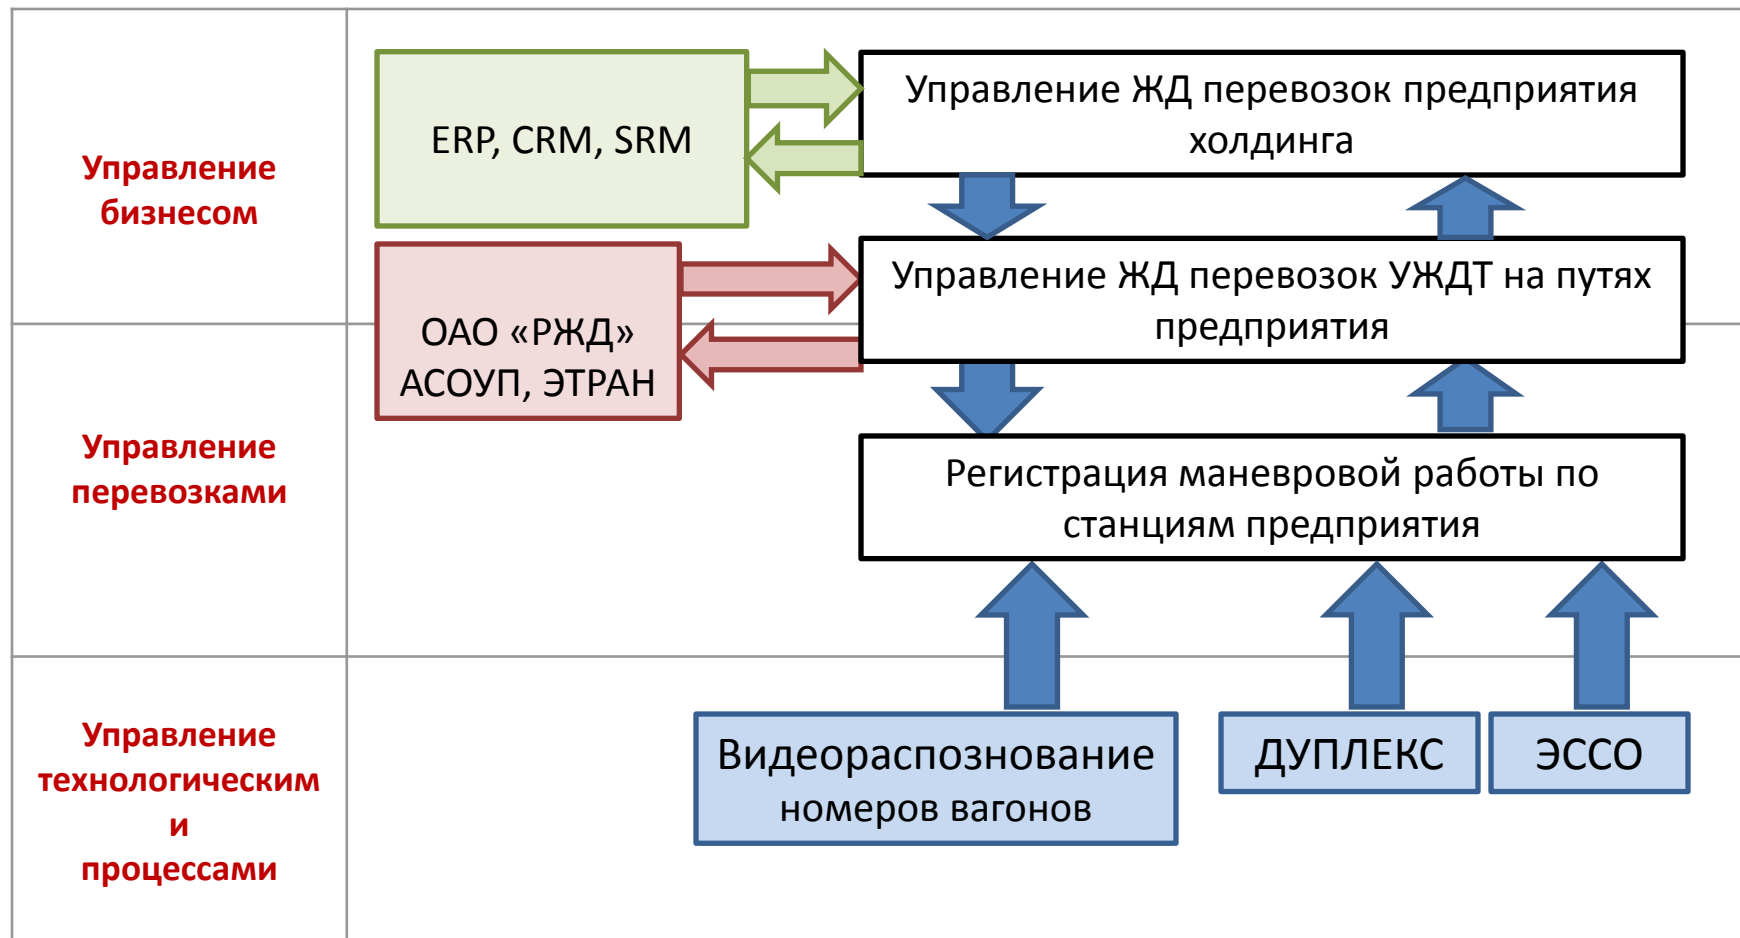 Управление
бизнесом
ERP, CRM, SRM
Управление ЖД перевозок предприятия
холдинга
ОАО «РЖД»
АСОУП, ЭТРАН
Управление ЖД перевозок УЖДТ на путях
предприятия
Управление
перевозками
Регистрация маневровой работы по
станциям предприятия
Управление
технологическим
и
процессами
Видеораспознование
номеров вагонов
ДУПЛЕКС
ЭССО